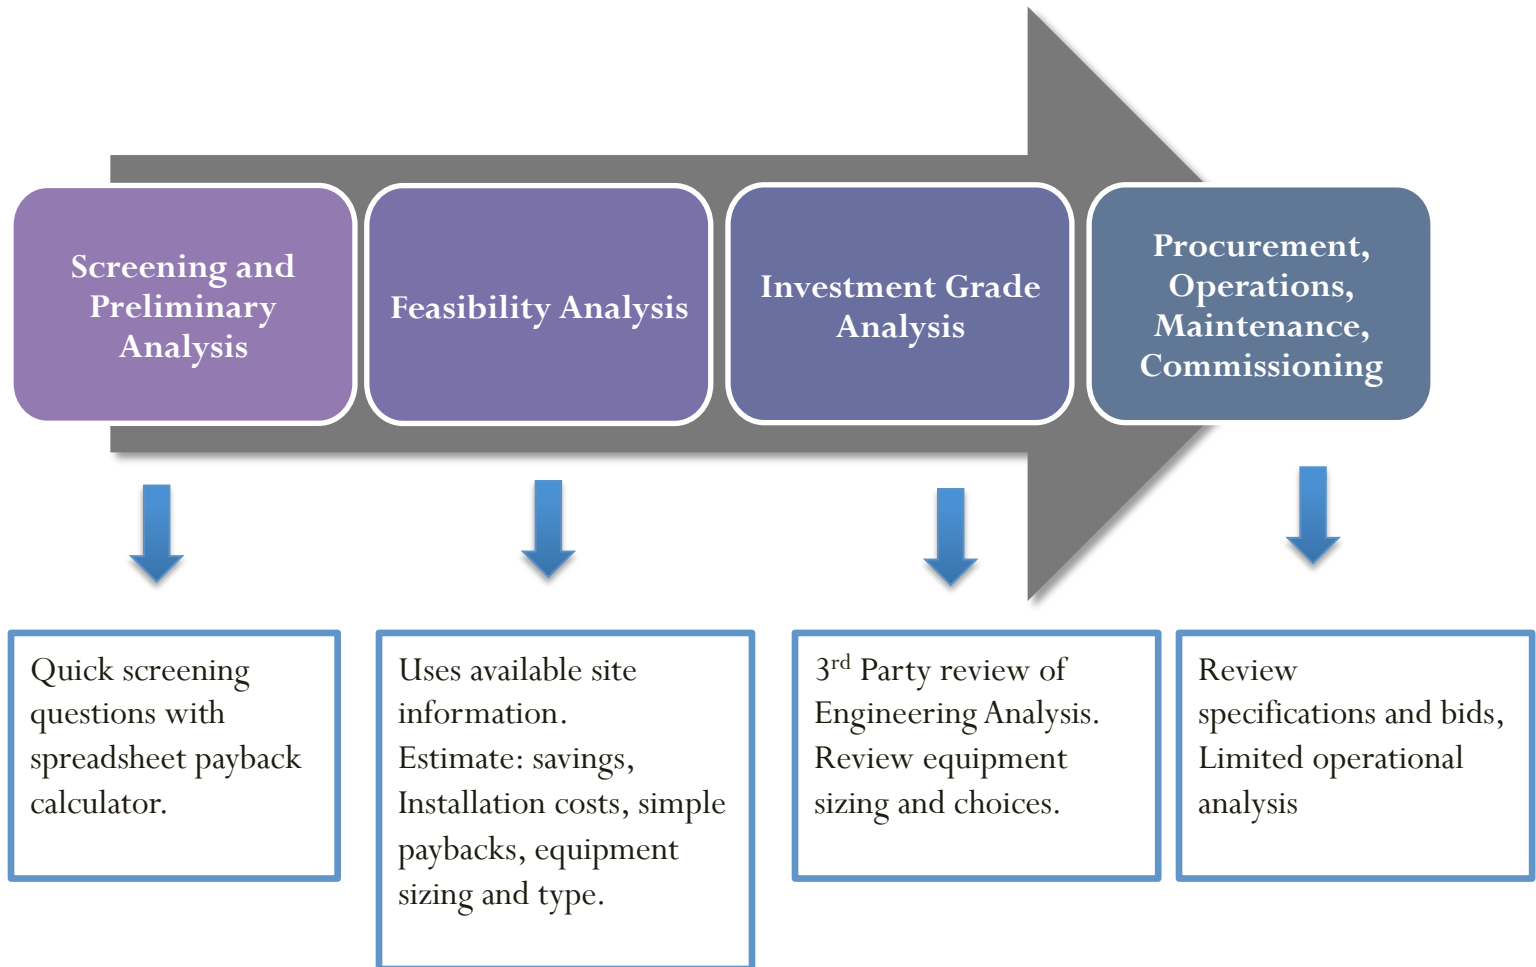 Screening and
Preliminary
Analysis
Feasibility Analysis
Investment Grade
Analysis
Procurement,
Operations,
Maintenance,
Commissioning
Quick screening
questions with
spreadsheet payback
calculator.
Uses available site
information.
Estimate: savings,
Installation costs, simple
paybacks, equipment
sizing and type.
3rd Party review of
Engineering Analysis.
Review equipment
sizing and choices.
Review
specifications and bids,
Limited operational
analysis